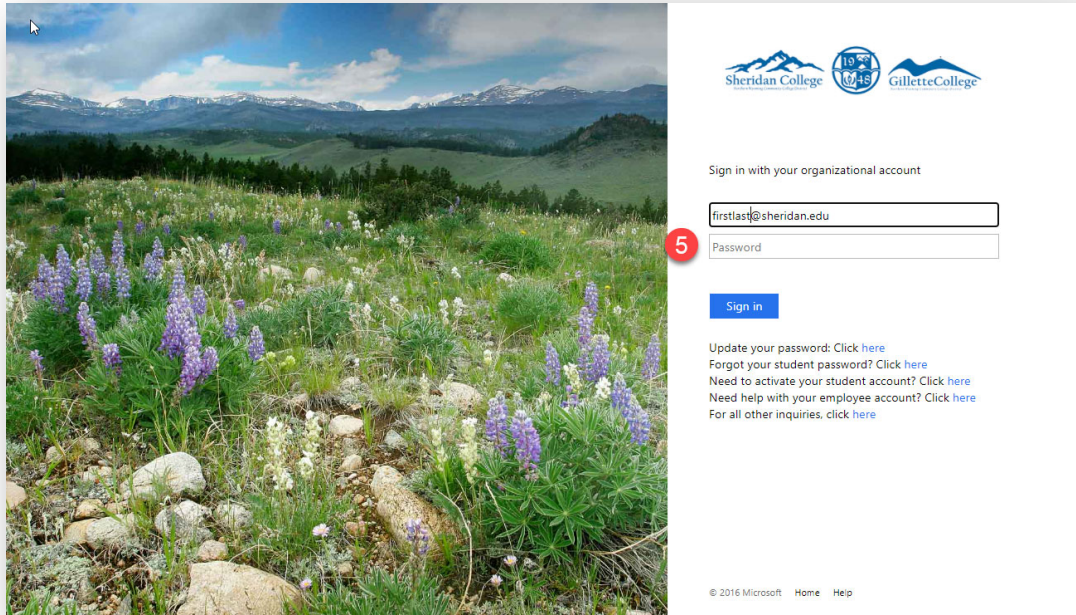 Sheridan College
19 48
GilletteCollege
Sign in with your organizational account
firstlast@sheridan.edu
5
Password
Sign in
Update your password: Click here
Forgot your student password? Click here
Need to activate your student account? Click here
Need help with your employee account? Click here
For all other inquiries, click here
© 2016 Microsoft Home Help